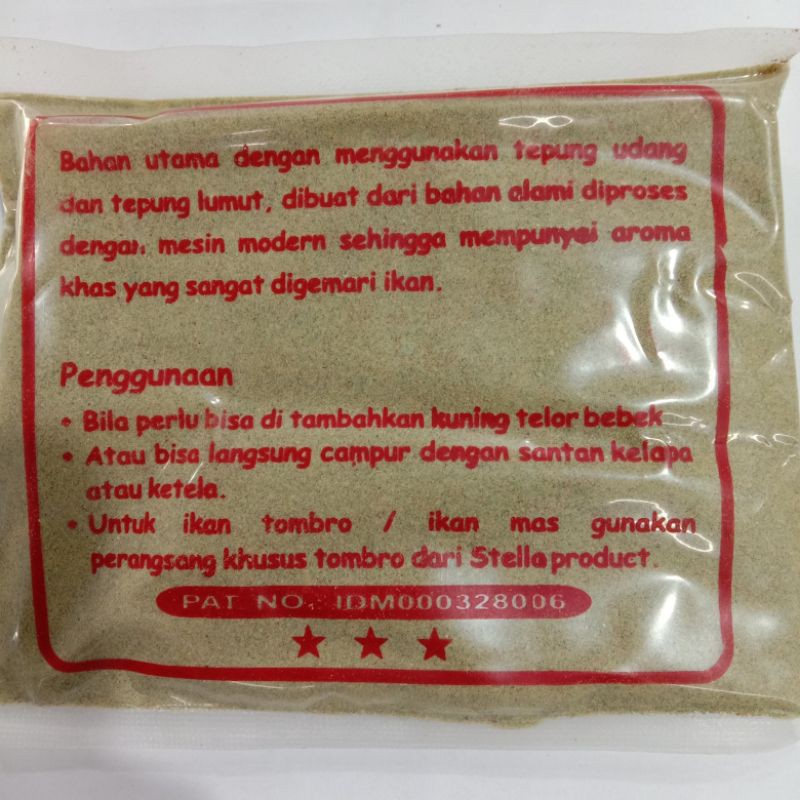 Bahan utama dengan menggunakan tepung udang
dan tepung lumut, dibuat dari bahan alami diproses
dengan mesin modern sehingga mempunyai aroma
khas yang sangat digemari ikan.
Penggunaan
• Bila perlu bisa di tambahkan kuning telor bebek
• Atau bisa langsung campur dengan santan kelapa
atau ketela.
• Untuk ikan tombro / ikan mas gunakan
perangsang khusus tombro dari Stella product.
PAT NO. IDM000328006